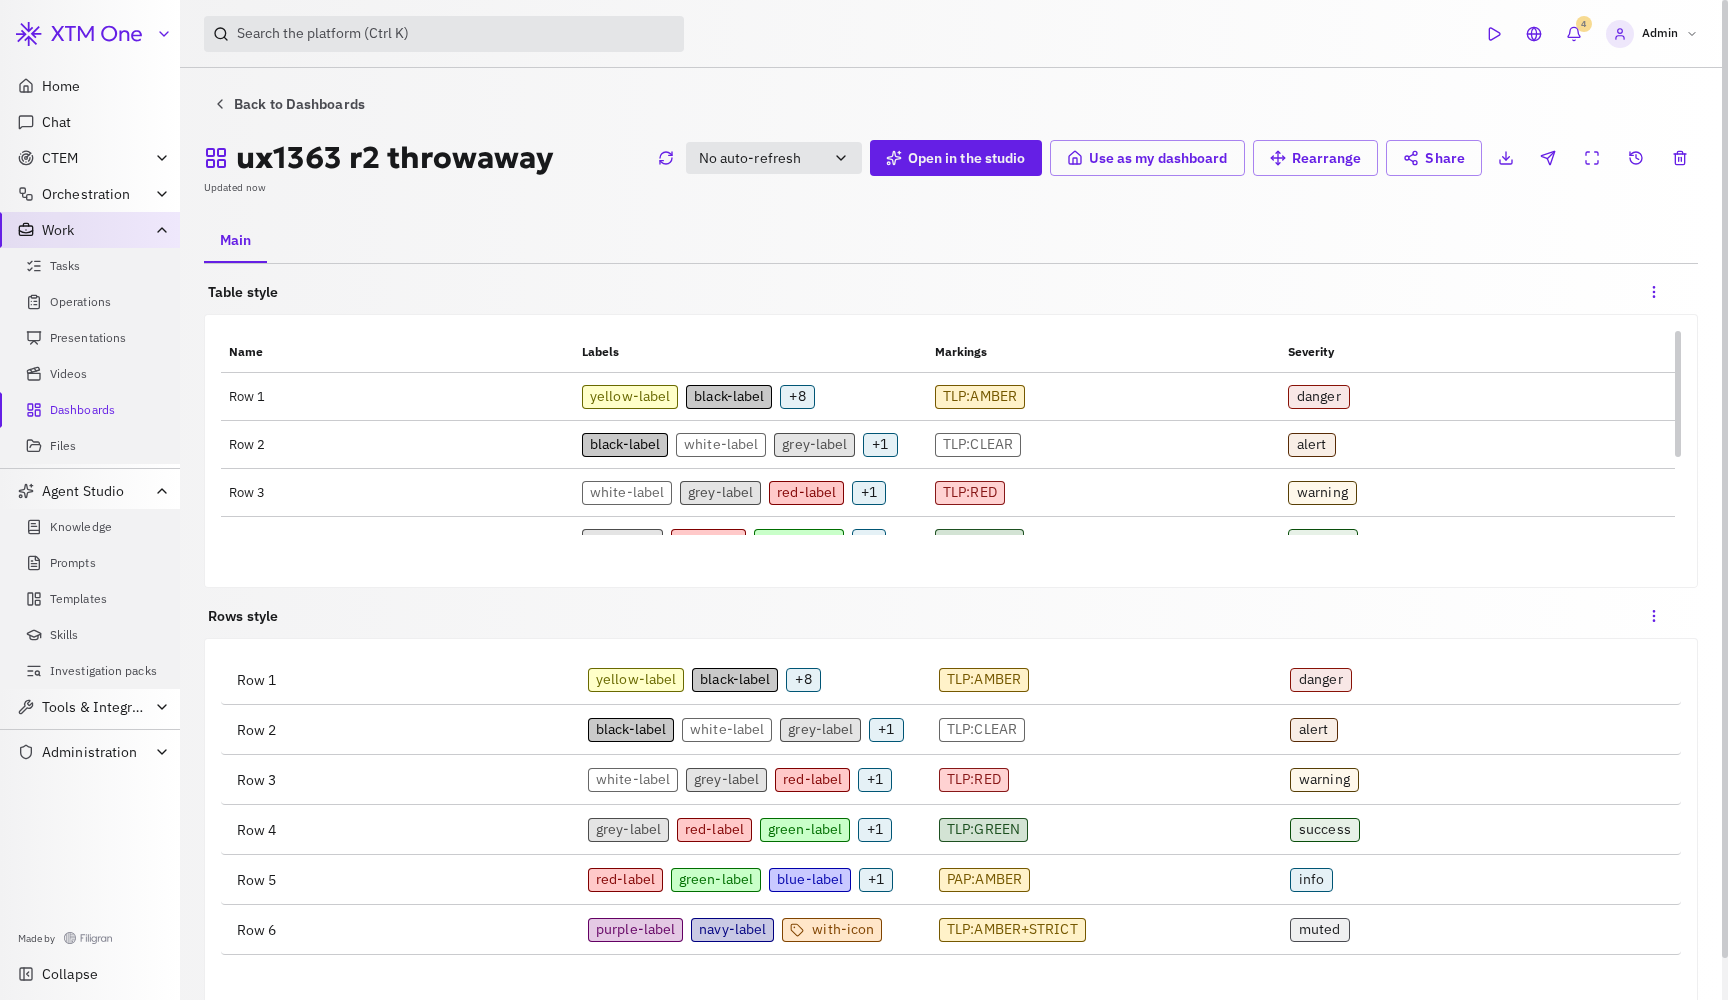 XTM One
Search the platform (Ctrl K)
4
Admin
Home
Chat
CTEM
Orchestration
Work
Tasks
Operations
Presentations
Videos
Dashboards
Files
Agent Studio
Knowledge
Prompts
Templates
Skills
Investigation packs
Tools & Integr...
Administration
Made by Filigran
Collapse
Back to Dashboards
ux1363 r2 throwaway
No auto-refresh
Open in the studio
Use as my dashboard
Rearrange
Share
Updated now
Main
Table style
Name Labels Markings Severity
Row 1 yellow-label black-label +8 TLP:AMBER danger
Row 2 black-label white-label grey-label +1 TLP:CLEAR alert
Row 3 white-label grey-label red-label +1 TLP:RED warning
Rows style
Row 1 yellow-label black-label +8 TLP:AMBER danger
Row 2 black-label white-label grey-label +1 TLP:CLEAR alert
Row 3 white-label grey-label red-label +1 TLP:RED warning
Row 4 grey-label red-label green-label +1 TLP:GREEN success
Row 5 red-label green-label blue-label +1 PAP:AMBER info
Row 6 purple-label navy-label with-icon TLP:AMBER+STRICT muted